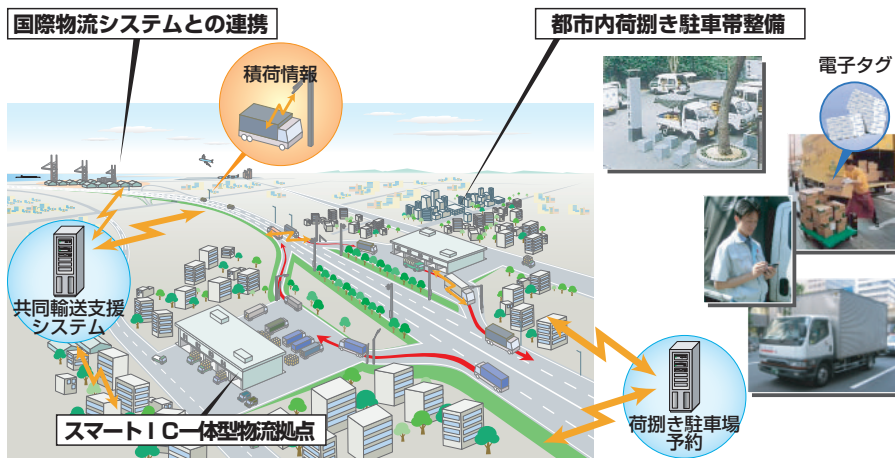 国際物流システムとの連携
都市内荷捌き駐車帯整備
積荷情報
電子タグ
共同輸送支援
システム
スマートIC一体型物流拠点
荷捌き駐車場
予約